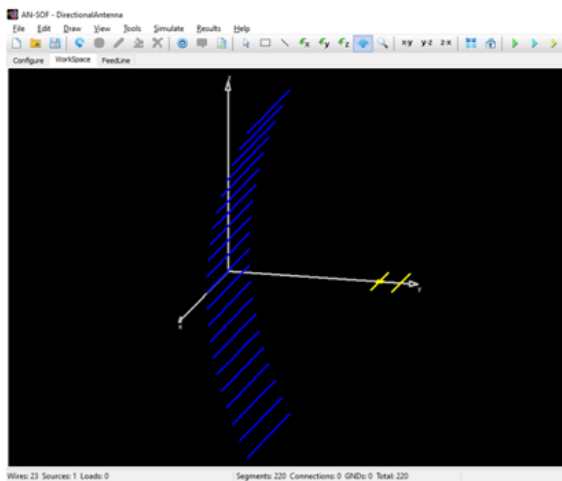 AN-SOF - DirectionalAntenna
File Edit Draw View Tools Simulate Results Help
x y z x-y y-z z-x
Configure WorkSpace FeedLine
z
y
x
Wires: 23 Sources: 1 Loads: 0 Segments: 220 Connections: 0 GNDs: 0 Total: 220